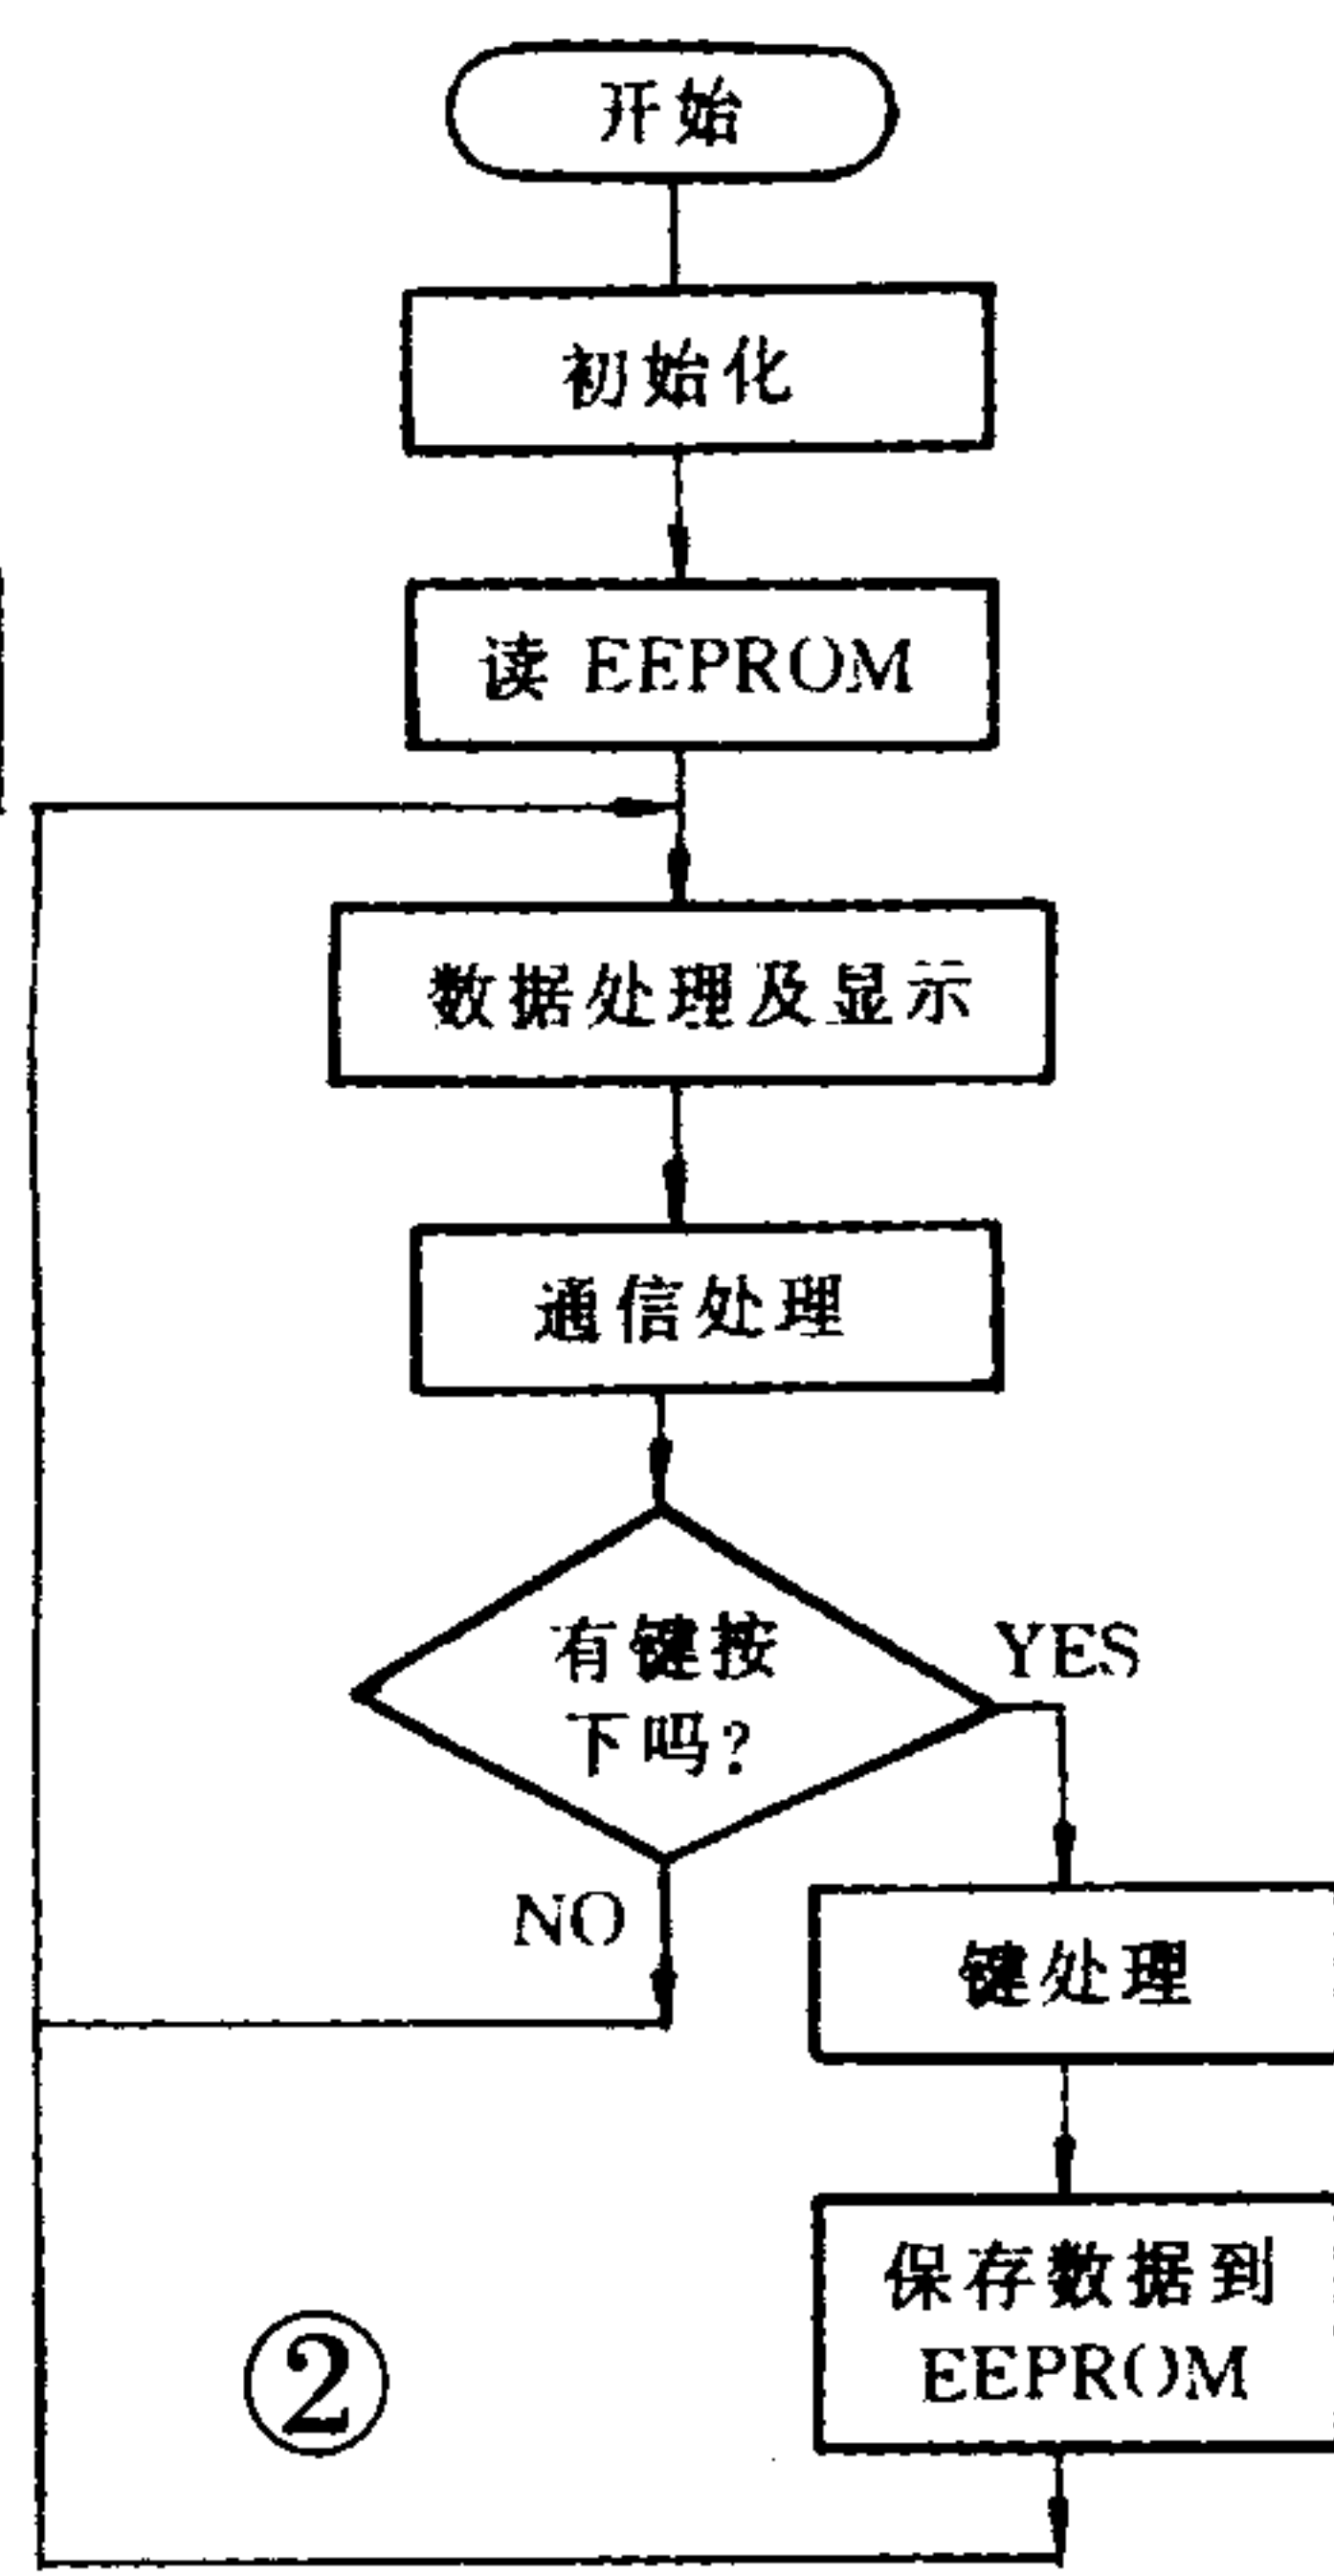 开始
初始化
读 EEPROM
数据处理及显示
通信处理
有键按
下吗?
YES
NO
键处理
保存数据到
EEPROM
②